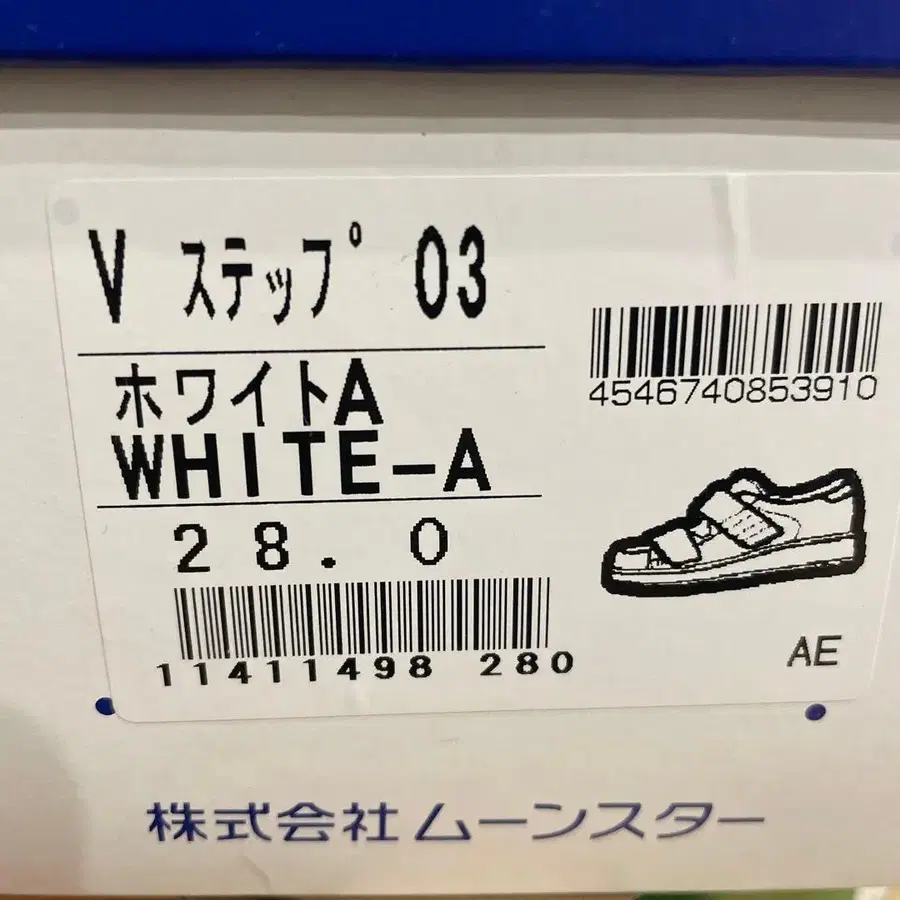 V ステップ 03
ホワイトA
WHITE-A
28.0
11411498 280
4546740853910
AE
株式会社ムーンスター